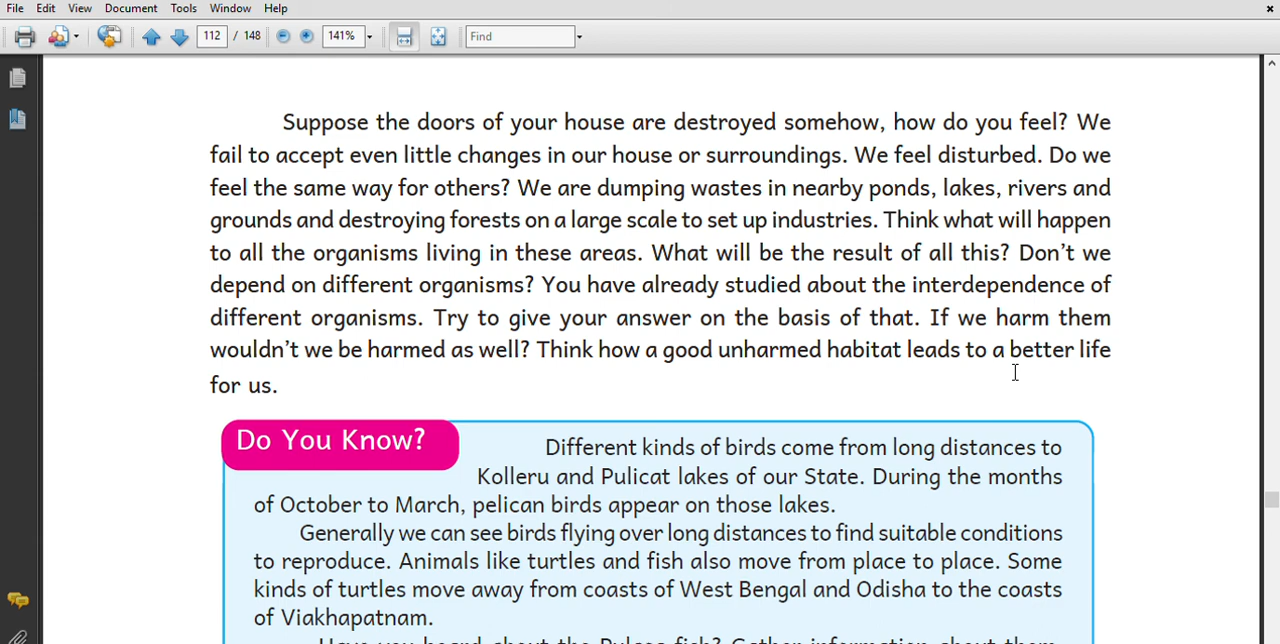 File Edit View Document Tools Window Help
112 / 148 141% Find
Suppose the doors of your house are destroyed somehow, how do you feel? We
fail to accept even little changes in our house or surroundings. We feel disturbed. Do we
feel the same way for others? We are dumping wastes in nearby ponds, lakes, rivers and
grounds and destroying forests on a large scale to set up industries. Think what will happen
to all the organisms living in these areas. What will be the result of all this? Don't we
depend on different organisms? You have already studied about the interdependence of
different organisms. Try to give your answer on the basis of that. If we harm them
wouldn't we be harmed as well? Think how a good unharmed habitat leads to a better life
for us.
Do You Know?
Different kinds of birds come from long distances to
Kolleru and Pulicat lakes of our State. During the months
of October to March, pelican birds appear on those lakes.
Generally we can see birds flying over long distances to find suitable conditions
to reproduce. Animals like turtles and fish also move from place to place. Some
kinds of turtles move away from coasts of West Bengal and Odisha to the coasts
of Viakhapatnam.
Have you heard about the Pulasa fish? Gather information about them